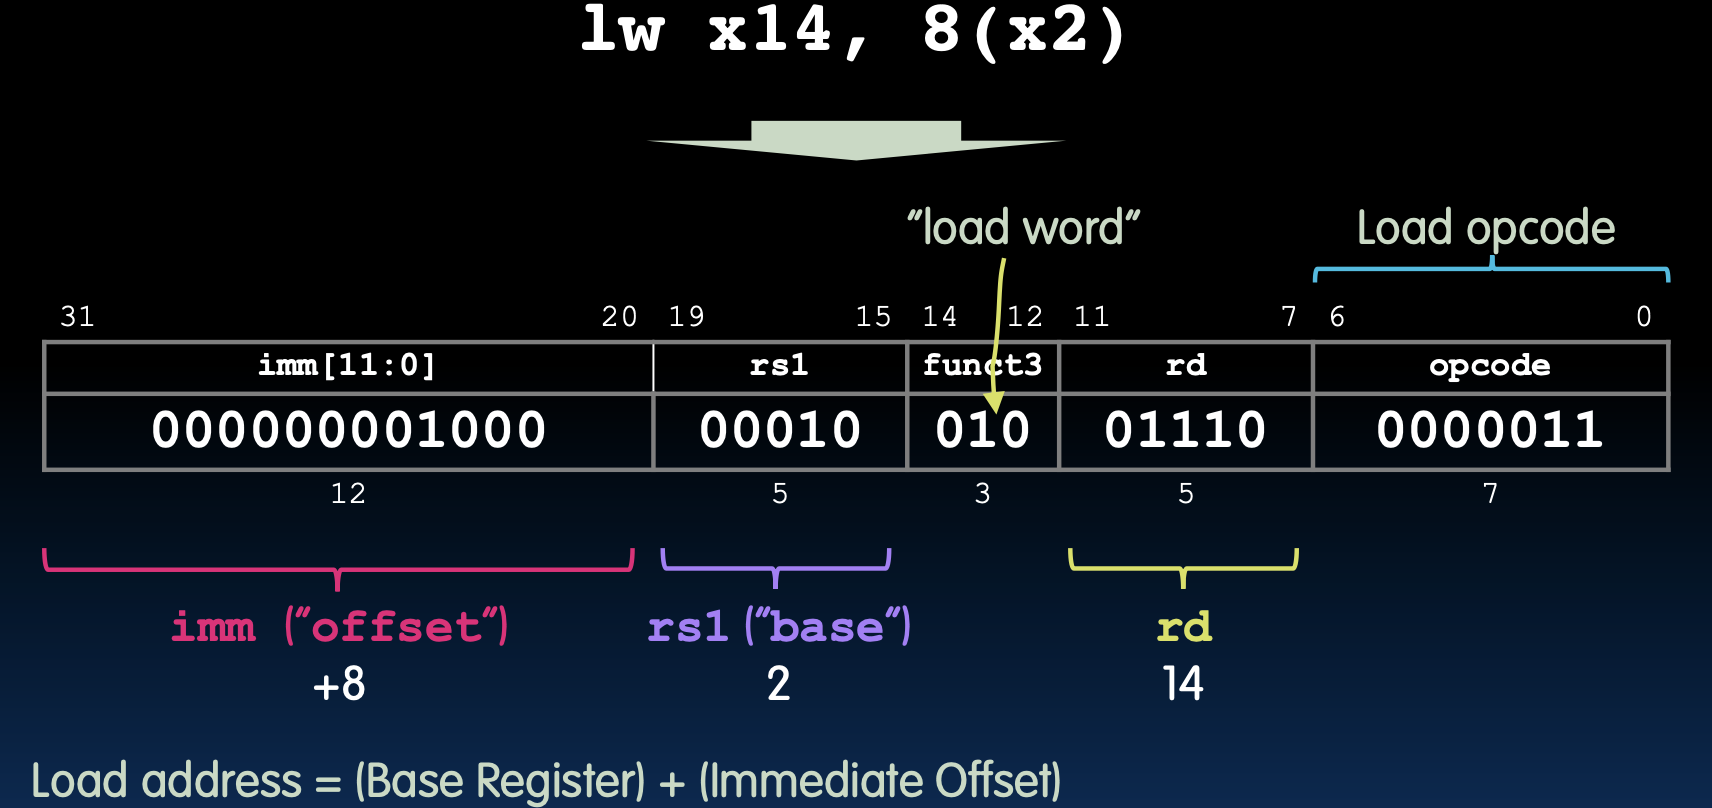 lw x14, 8(x2)
"load word" Load opcode
31 20 19 15 14 12 11 7 6 0
imm[11:0] rs1 funct3 rd opcode
000000001000 00010 010 01110 0000011
12 5 3 5 7
imm ("offset") rs1 ("base") rd
+8 2 14
Load address = (Base Register) + (Immediate Offset)